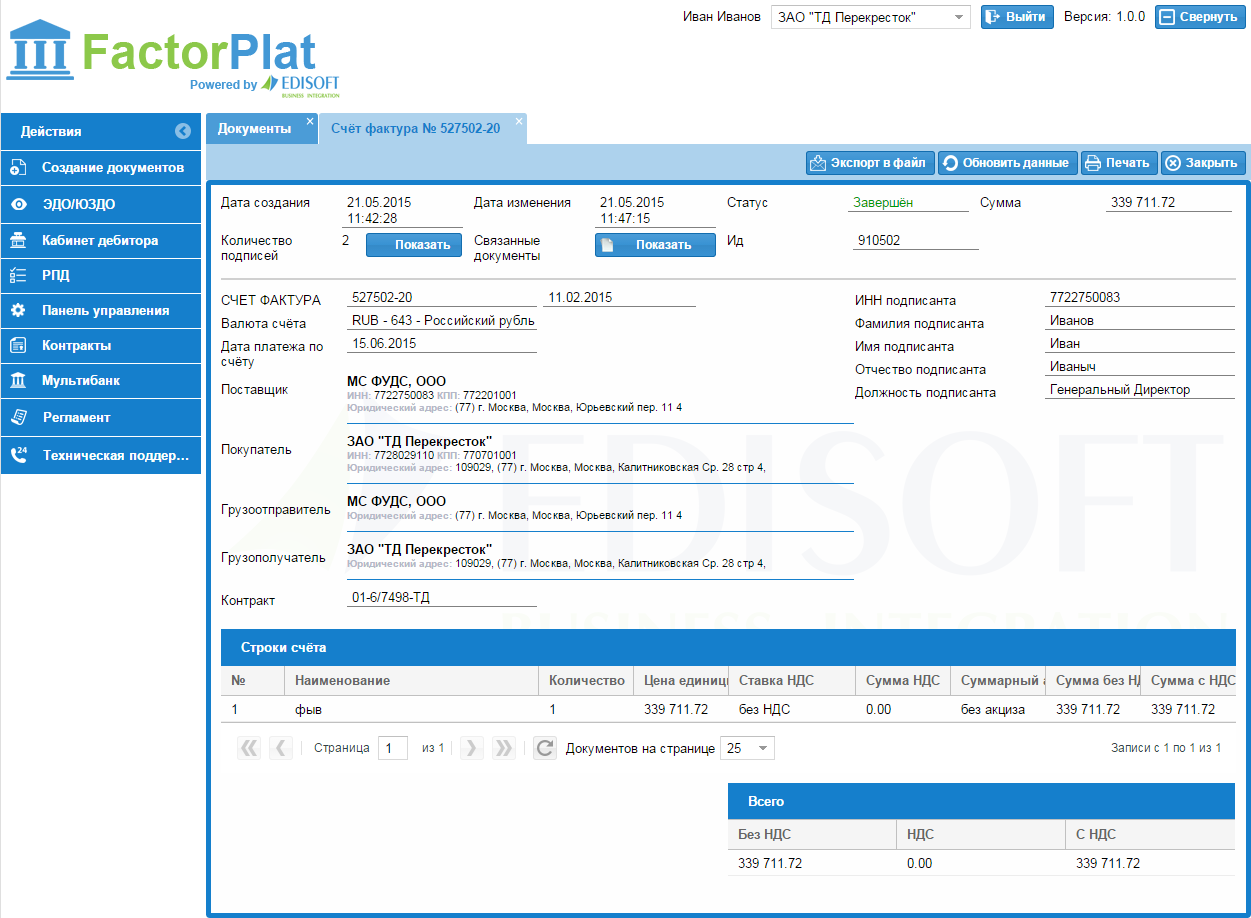 Иван Иванов ЗАО "ТД Перекресток" Выйти Версия: 1.0.0 Свернуть
FactorPlat
Powered by EDISOFT
BUSINESS INTEGRATION
Действия
Создание документов
ЭДО/ЮЗДО
Кабинет дебитора
РПД
Панель управления
Контракты
Мультибанк
Регламент
24
Техническая поддер...
Документы Счёт фактура № 527502-20
Экспорт в файл Обновить данные Печать Закрыть
Дата создания 21.05.2015 Дата изменения 21.05.2015 Статус Завершён Сумма 339 711.72
11:42:28 11:47:15
Количество 2 Показать Связанные Показать Ид 910502
подписей документы
СЧЕТ ФАКТУРА 527502-20 11.02.2015
Валюта счёта RUB - 643 - Российский рубль
Дата платежа по 15.06.2015
счёту
Поставщик МС ФУДС, ООО
ИНН: 7722750083 КПП: 772201001
Юридический адрес: (77) г. Москва, Москва, Юрьевский пер. 11 4
Покупатель ЗАО "ТД Перекресток"
ИНН: 7728029110 КПП: 770701001
Юридический адрес: 109029, (77) г. Москва, Москва, Калитниковская Ср. 28 стр 4,
Грузоотправитель МС ФУДС, ООО
Юридический адрес: (77) г. Москва, Москва, Юрьевский пер. 11 4
Грузополучатель ЗАО "ТД Перекресток"
Юридический адрес: 109029, (77) г. Москва, Москва, Калитниковская Ср. 28 стр 4,
Контракт 01-6/7498-ТД
ИНН подписанта 7722750083
Фамилия подписанта Иванов
Имя подписанта Иван
Отчество подписанта Иваныч
Должность подписанта Генеральный Директор
EDISOFT
BUSINESS INTEGRATION
Строки счёта
№ Наименование Количество Цена единиц Ставка НДС Сумма НДС Суммарный Сумма без НД Сумма с НДС
1 фыв 1 339 711.72 без НДС 0.00 без акциза 339 711.72 339 711.72
Страница 1 из 1 Документов на странице 25 Записи с 1 по 1 из 1
Всего
Без НДС НДС С НДС
339 711.72 0.00 339 711.72